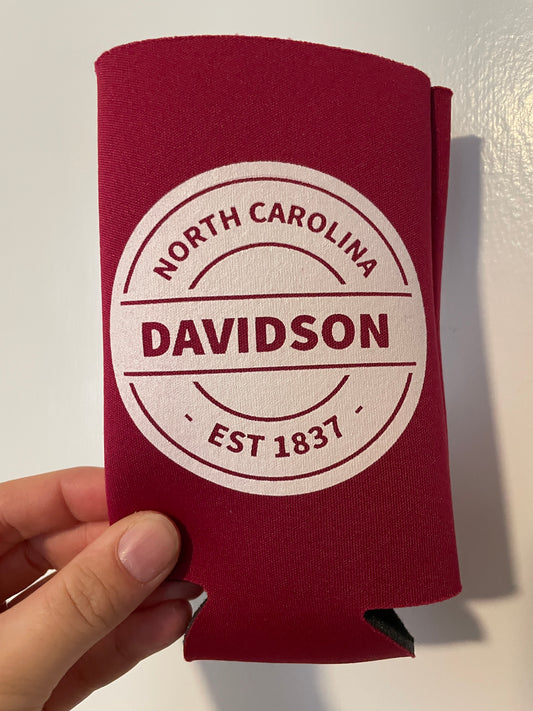 NORTH CAROLINA
DAVIDSON
- EST 1837 -